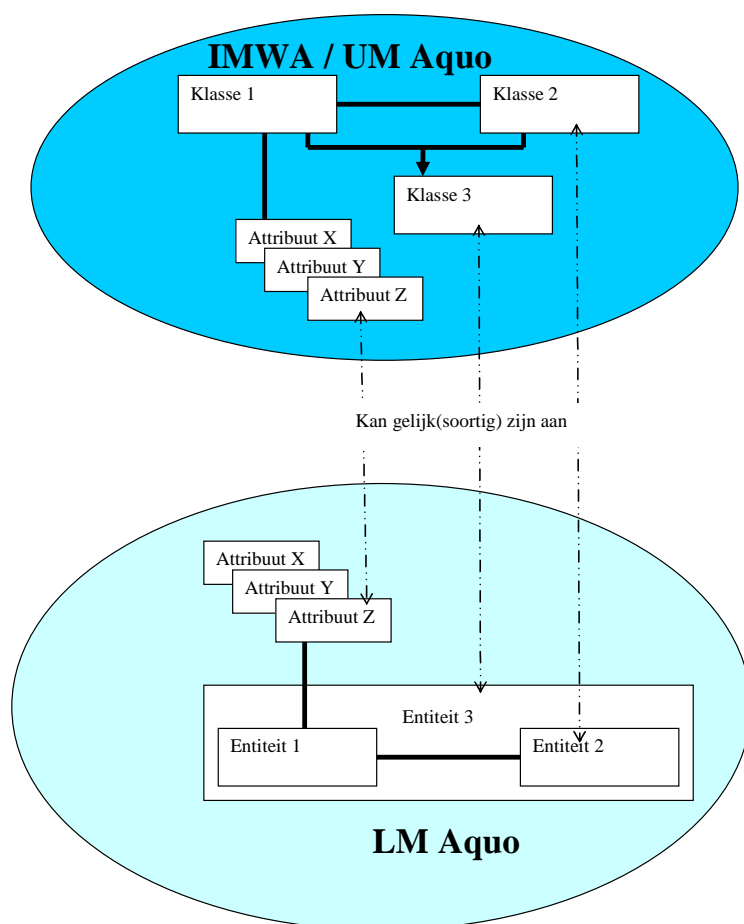 IMWA / UM Aquo
Klasse 1
Klasse 2
Klasse 3
Attribuut X
Attribuut Y
Attribuut Z
Kan gelijk(soortig) zijn aan
Attribuut X
Attribuut Y
Attribuut Z
Entiteit 3
Entiteit 1
Entiteit 2
LM Aquo